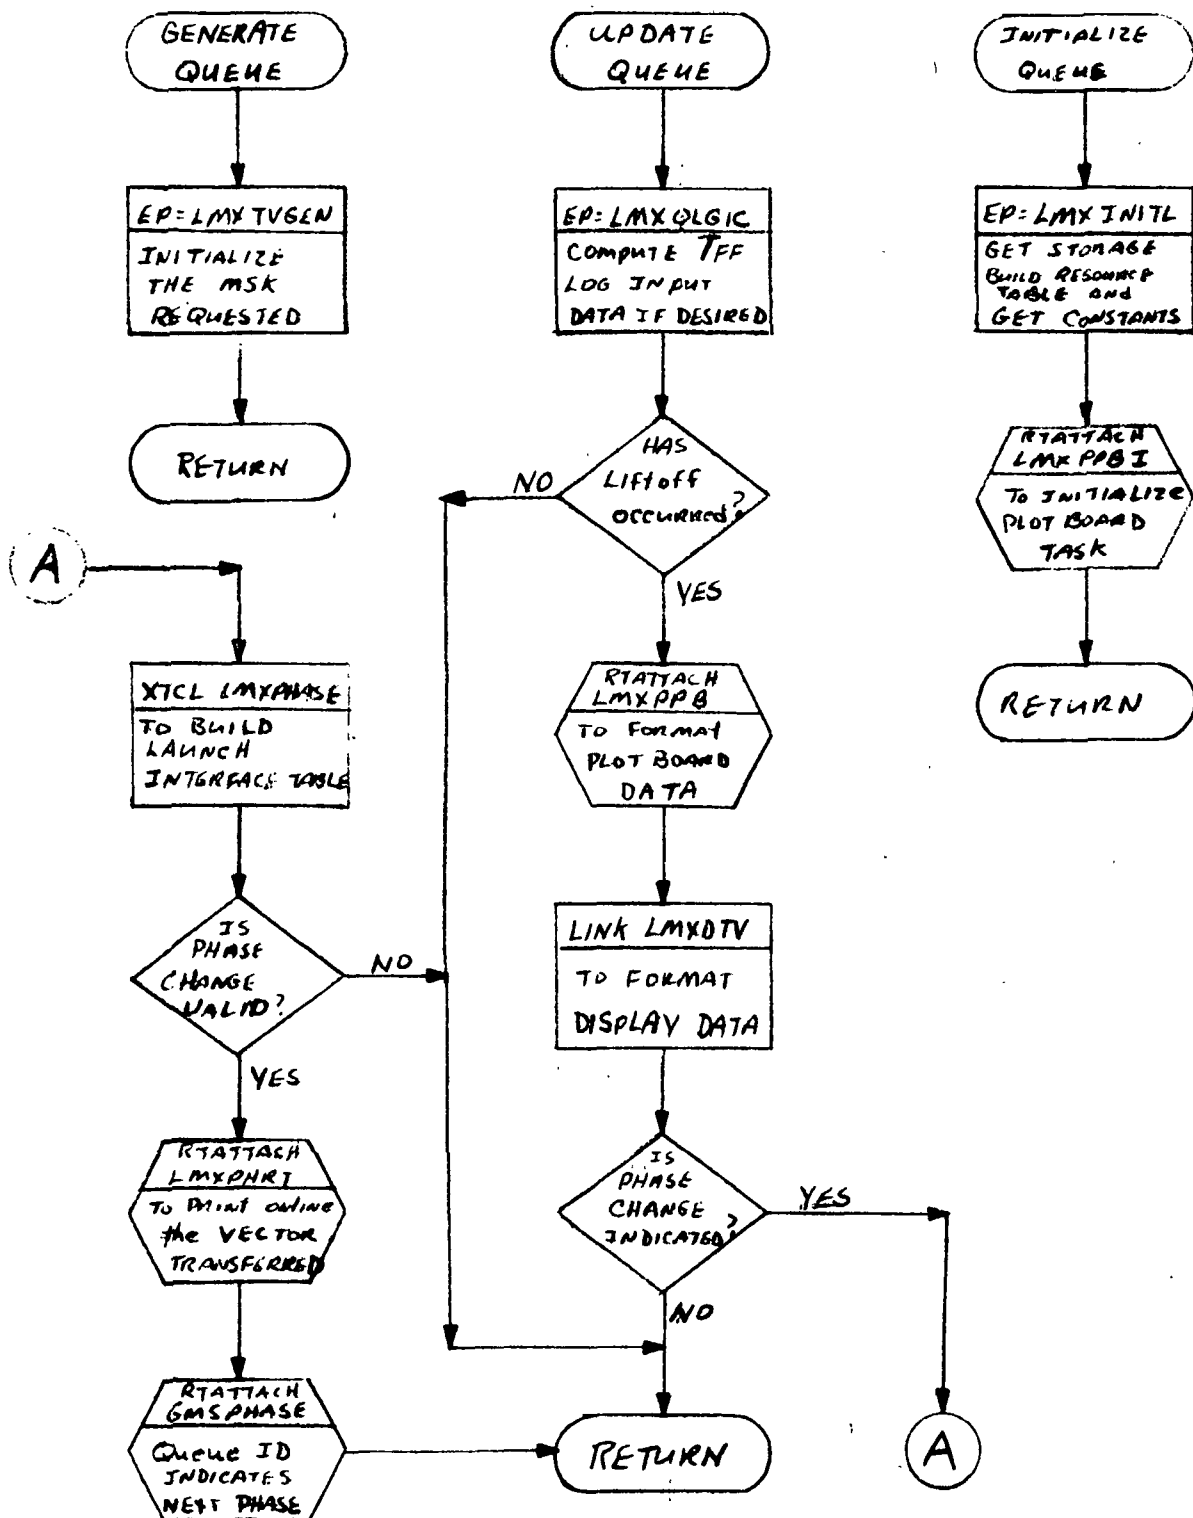 GENERATE
QUEUE
EP=LMXTVGEN
INITIALIZE
THE MSK
REQUESTED
RETURN
A
XTCL LMXPHASE
TO BUILD
LAUNCH
INTERFACE TABLE
IS
PHASE
CHANGE
VALID?
NO
YES
RTATTACH
LMXPHRT
TO PRINT ONLINE
the VECTOR
TRANSFERRED
RTATTACH
GMSPHASE
Queue ID
INDICATES
NEXT PHASE
UPDATE
QUEUE
EP=LMXQLGIC
COMPUTE TFF
LOG INPUT
DATA IF DESIRED
HAS
LIFTOFF
OCCURRED?
NO
YES
RTATTACH
LMXPPB
TO FORMAT
PLOT BOARD
DATA
LINK LMXDTV
TO FORMAT
DISPLAY DATA
IS
PHASE
CHANGE
INDICATED?
YES
NO
RETURN
A
INITIALIZE
QUEUE
EP=LMXINITL
GET STORAGE
BUILD RESOURCE
TABLE AND
GET CONSTANTS
RTATTACH
LMXPPBI
TO INITIALIZE
PLOT BOARD
TASK
RETURN